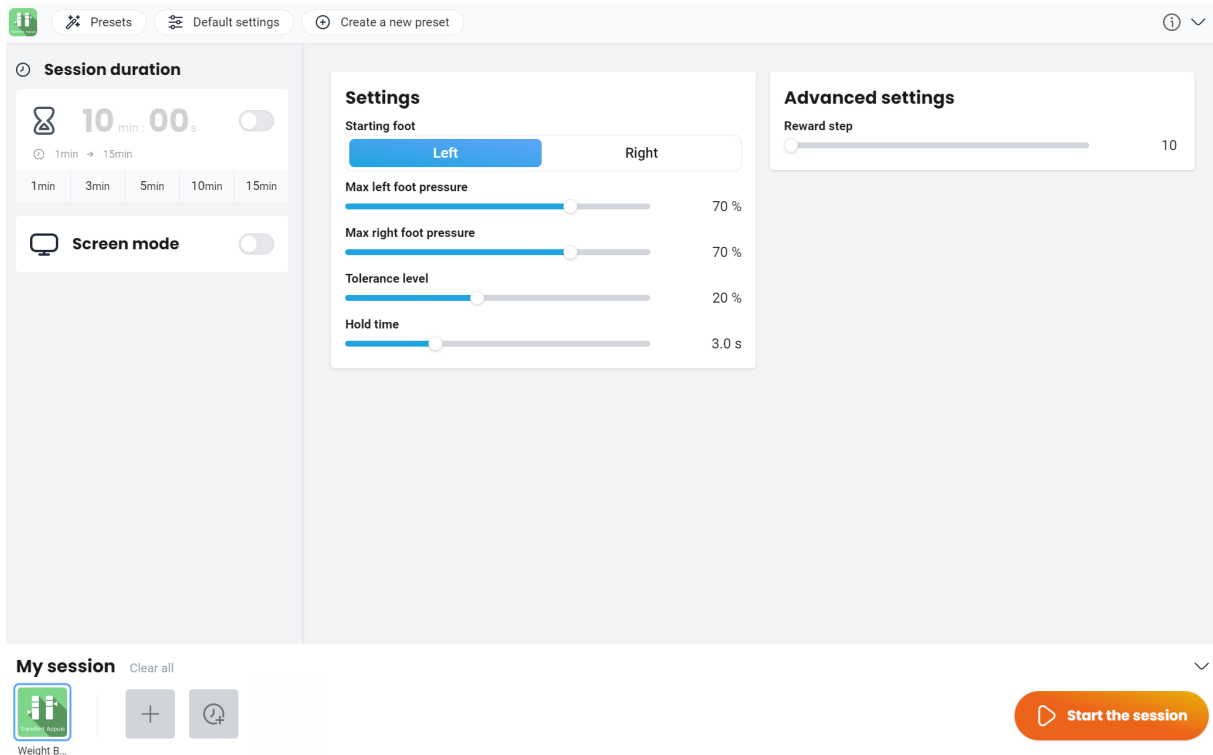 Presets
Default settings
Create a new preset
Session duration
10 min : 00 s
1min → 15min
1min 3min 5min 10min 15min
Screen mode
Settings
Starting foot
Left Right
Max left foot pressure
70 %
Max right foot pressure
70 %
Tolerance level
20 %
Hold time
3.0 s
Advanced settings
Reward step
10
My session Clear all
Transfert Appuis
Weight B...
Start the session